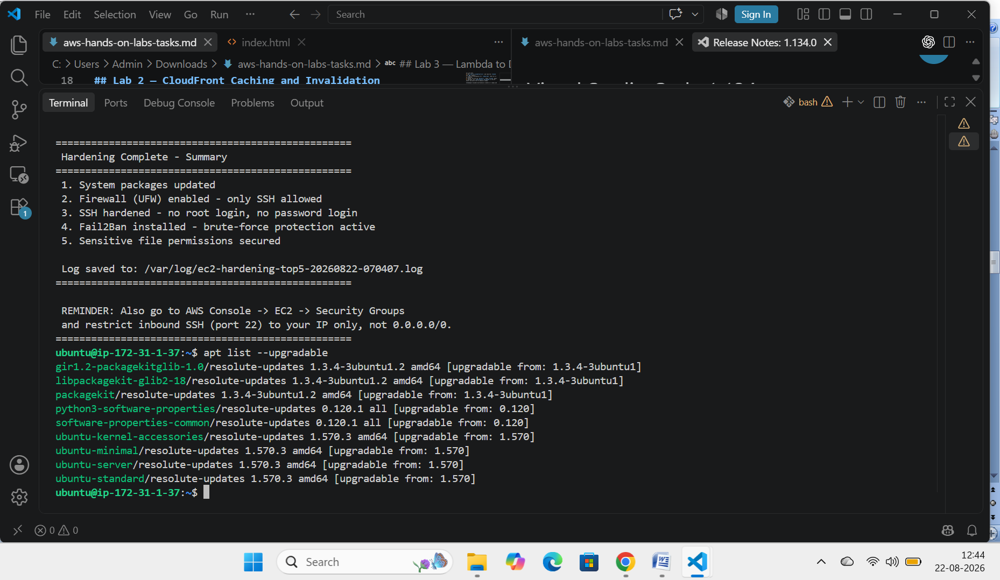 File Edit Selection View Go Run ··· Search Sign In
aws-hands-on-labs-tasks.md index.html ··· aws-hands-on-labs-tasks.md Release Notes: 1.134.0 ···
C: > Users > Admin > Downloads > aws-hands-on-labs-tasks.md > abc ## Lab 3 — Lambda to
18 ## Lab 2 — CloudFront Caching and Invalidation
Terminal Ports Debug Console Problems Output bash ···
==================================================
Hardening Complete - Summary
==================================================
1. System packages updated
2. Firewall (UFW) enabled - only SSH allowed
3. SSH hardened - no root login, no password login
4. Fail2Ban installed - brute-force protection active
5. Sensitive file permissions secured
Log saved to: /var/log/ec2-hardening-top5-20260822-070407.log
==================================================
REMINDER: Also go to AWS Console -> EC2 -> Security Groups
and restrict inbound SSH (port 22) to your IP only, not 0.0.0.0/0.
==================================================
ubuntu@ip-172-31-1-37:~$ apt list --upgradable
gir1.2-packagekitglib-1.0/resolute-updates 1.3.4-3ubuntu1.2 amd64 [upgradable from: 1.3.4-3ubuntu1]
libpackagekit-glib2-18/resolute-updates 1.3.4-3ubuntu1.2 amd64 [upgradable from: 1.3.4-3ubuntu1]
packagekit/resolute-updates 1.3.4-3ubuntu1.2 amd64 [upgradable from: 1.3.4-3ubuntu1]
python3-software-properties/resolute-updates 0.120.1 all [upgradable from: 0.120]
software-properties-common/resolute-updates 0.120.1 all [upgradable from: 0.120]
ubuntu-kernel-accessories/resolute-updates 1.570.3 amd64 [upgradable from: 1.570]
ubuntu-minimal/resolute-updates 1.570.3 amd64 [upgradable from: 1.570]
ubuntu-server/resolute-updates 1.570.3 amd64 [upgradable from: 1.570]
ubuntu-standard/resolute-updates 1.570.3 amd64 [upgradable from: 1.570]
ubuntu@ip-172-31-1-37:~$
1
0 0
Search
12:44
22-08-2026